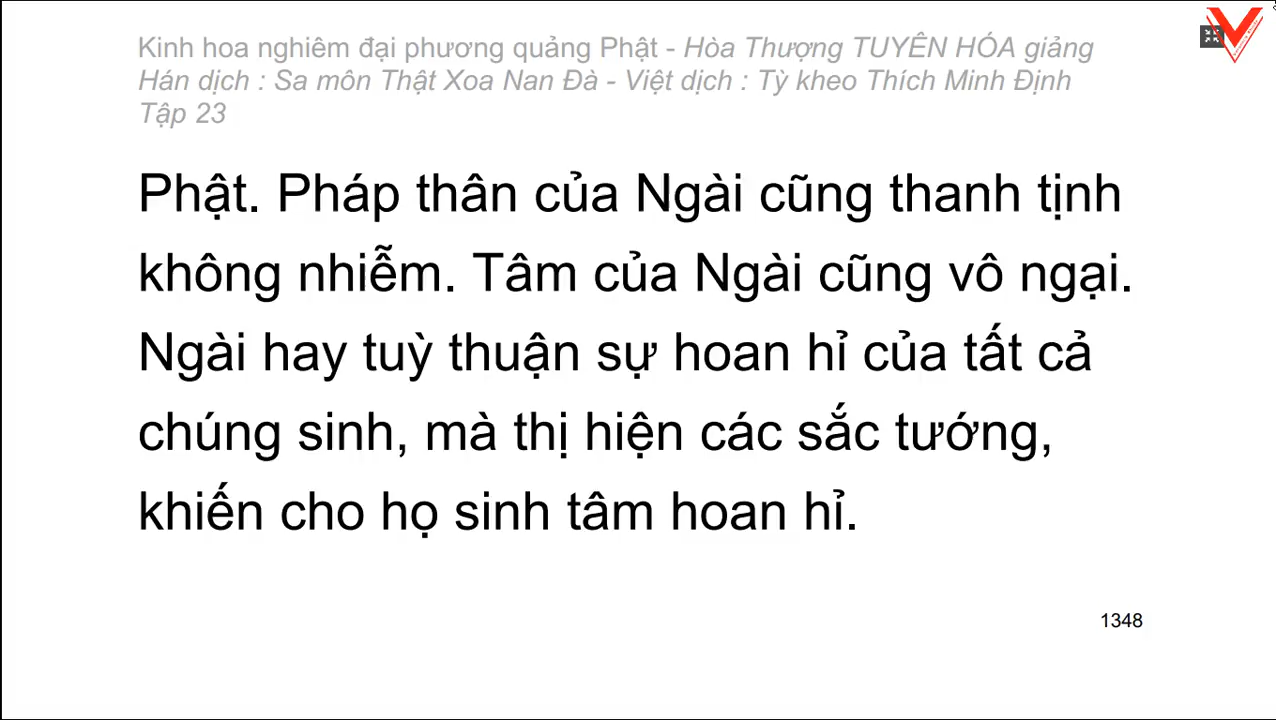 Kinh hoa nghiêm đại phương quảng Phật - Hòa Thượng TUYÊN HÓA giảng
Hán dịch : Sa môn Thật Xoa Nan Đà - Việt dịch : Tỳ kheo Thích Minh Định
Tập 23
Phật. Pháp thân của Ngài cũng thanh tịnh
không nhiễm. Tâm của Ngài cũng vô ngại.
Ngài hay tuỳ thuận sự hoan hỉ của tất cả
chúng sinh, mà thị hiện các sắc tướng,
khiến cho họ sinh tâm hoan hỉ.
1348